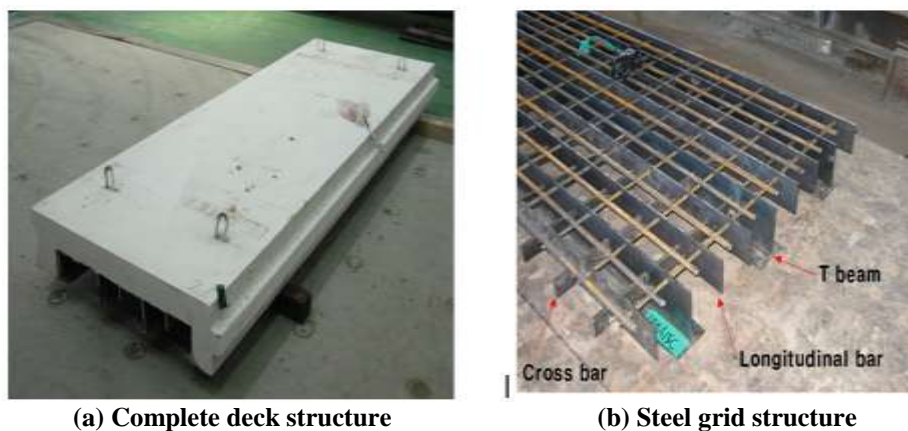 T beam
Longitudinal bar
Cross bar
(a) Complete deck structure
(b) Steel grid structure